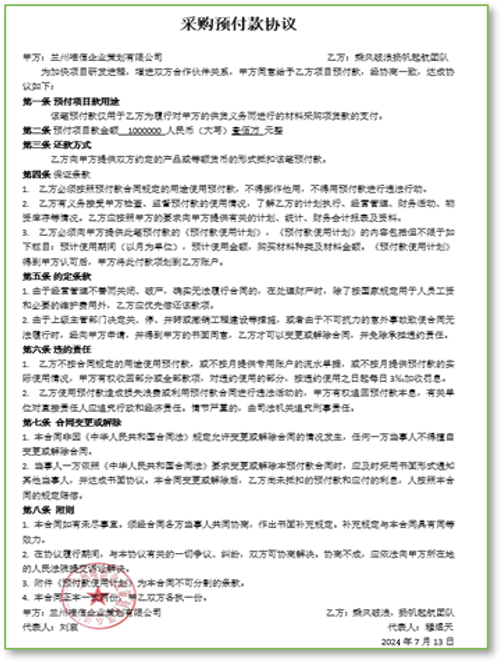 采购预付款协议
甲方：兰州唯信企业策划有限公司 乙方：乘风破浪扬帆起航团队
为加快项目研发进程，增进双方合作伙伴关系，甲方同意给予乙方项目预付款，经协商一致，达成协
议如下：
第一条 预付项目款用途
该笔预付款仅用于乙方为履行对甲方的供货义务而进行的材料采购项货款的支付。
第二条 预付项目款金额 1000000 人民币（大写）壹佰万 元整
第三条 还款方式
乙方向甲方提供双方约定的产品或等额货币的形式抵扣该笔预付款。
第四条 保证条款
1. 乙方必须按照预付款合同规定的用途使用预付款，不得挪作他用，不得用预付款进行违法行动。
2. 乙方有义务接受甲方检查、监督预付款的使用情况，了解乙方的计划执行、经营管理、财务活动、物
资库存等情况。乙方应按照甲方的要求向甲方提供有关的计划、统计、财务会计报表及资料。
3. 乙方必须向甲方提供此笔预付款的《预付款使用计划》，《预付款使用计划》的内容包括但不限于如
下栏目：预计使用期间（以月为单位），预计使用金额，购买材料种类及材料金额。《预付款使用计划》
得到甲方认可后，甲方将此付款项划到乙方账户。
第五条 约定条款
1. 由于经营管理不善而关闭、破产，确实无法履行合同的，在处理财产时，除了按国家规定用于人员工资
和必要的维护费用外，乙方应优先偿还该款项。
2. 由于上级主管部门决定关、停、并转或撤销工程建设等措施，或者由于不可抗力的意外事故致使合同无
法履行时，经向甲方申请，并得到甲方的书面同意，乙方才可以变更或解除合同，并免除承担违约责任。
第六条 违约责任
1. 乙方不按合同规定的用途使用预付款，或不按月提供专用账户的流水单据，或不按月提供预付款的实
际使用情况，甲方有权收回部分或全部款项，对违约使用的部分，按违约使用之日起每日3‰加收罚息。
2. 乙方使用预付款造成损失浪费或利用预付款合同进行违法活动的，甲方有权追回预付款本息，有关单
位对直接责任人应追究行政和经济责任。情节严重的，由司法机关追究刑事责任。
第七条 合同变更或解除
1. 本合同非因《中华人民共和国合同法》规定允许变更或解除合同的情况发生，任何一方当事人不得擅自
变更或解除合同。
2. 当事人一方依照《中华人民共和国合同法》要求变更或解除本预付款合同时，应及时采用书面形式通知
其他当事人，并达成书面协议。本合同变更或解除后，乙方尚未抵扣的预付款和应付的利息，人按照本合
同的规定赔偿。
第八条 附则
1. 本合同如有未尽事宜。须经合同各方当事人共同协商，作出书面补充规定。补充规定与本合同具有同等
效力。
2. 在协议履行期间，与本协议有关的一切争议、纠纷，双方可协商解决。协商不成，应依法向甲方所在地
的人民法院提交诉讼解决。
3. 附件《预付款使用计划》为本合同不可分割的条款。
4. 本合同正本一式两份，甲乙双方各执一份。
甲方：兰州唯信企业策划有限公司 乙方：乘风破浪，扬帆起航团队
代表人：刘宸 代表人：穆煜天
2024 年 7 月 13 日